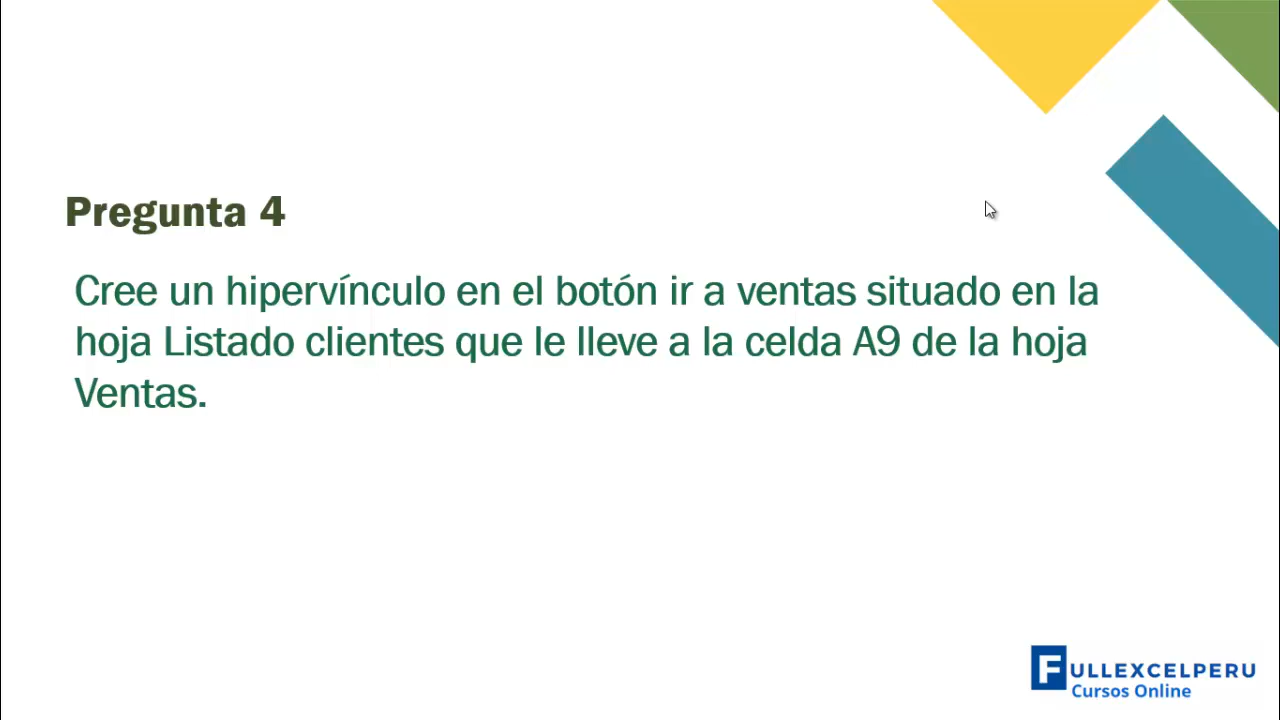 Pregunta 4
Cree un hipervínculo en el botón ir a ventas situado en la
hoja Listado clientes que le lleve a la celda A9 de la hoja
Ventas.
FULLEXCELPERU
Cursos Online